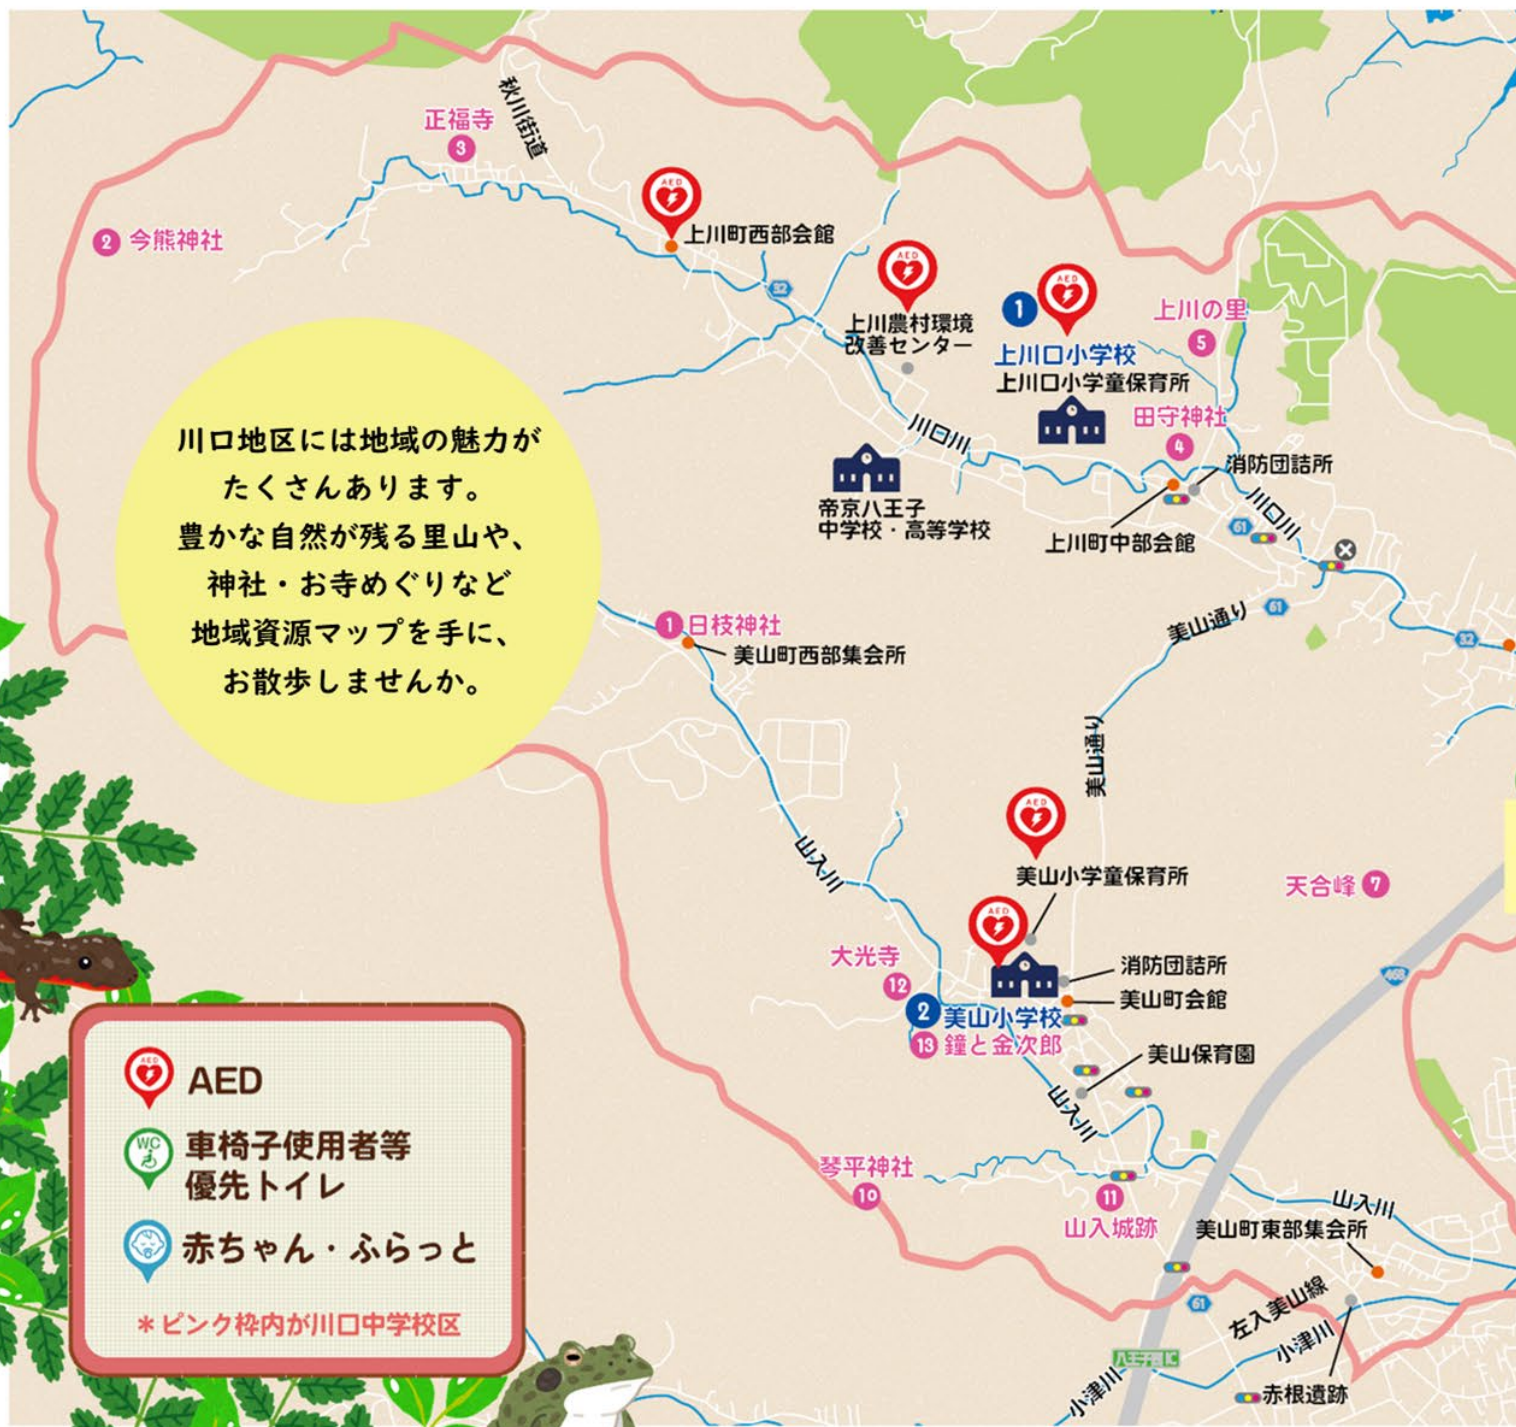 秋川街道
正福寺
3
2 今熊神社
AED
上川町西部会館
32
AED
上川農村環境
改善センター
1
AED
上川口小学校
上川口小学童保育所
上川の里
5
田守神社
4
消防団詰所
川口川
川口川
帝京八王子
中学校・高等学校
上川町中部会館
61
美山通り
61
32
川口地区には地域の魅力が
たくさんあります。
豊かな自然が残る里山や、
神社・お寺めぐりなど
地域資源マップを手に、
お散歩しませんか。
1 日枝神社
美山町西部集会所
美山通り
山入川
AED
美山小学童保育所
天合峰 7
AED
大光寺
12
消防団詰所
美山町会館
468
2 美山小学校
13 鐘と金次郎
美山保育園
山入川
琴平神社
10
11
山入城跡
山入川
美山町東部集会所
61
左入美山線
小津川
八王子西IC
小津川
赤根遺跡
AED
AED
WC
車椅子使用者等
優先トイレ
赤ちゃん・ふらっと
＊ピンク枠内が川口中学校区